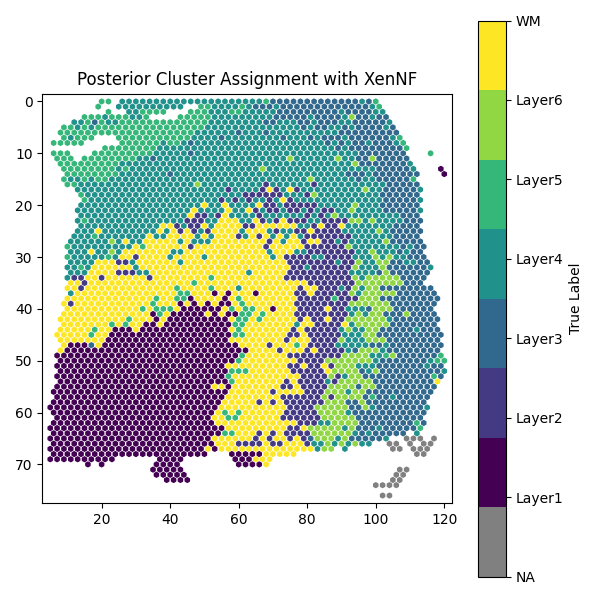 Posterior Cluster Assignment with XenNF
0
10
20
30
40
50
60
70
20
40
60
80
100
120
WM
Layer6
Layer5
Layer4
Layer3
Layer2
Layer1
NA
True Label